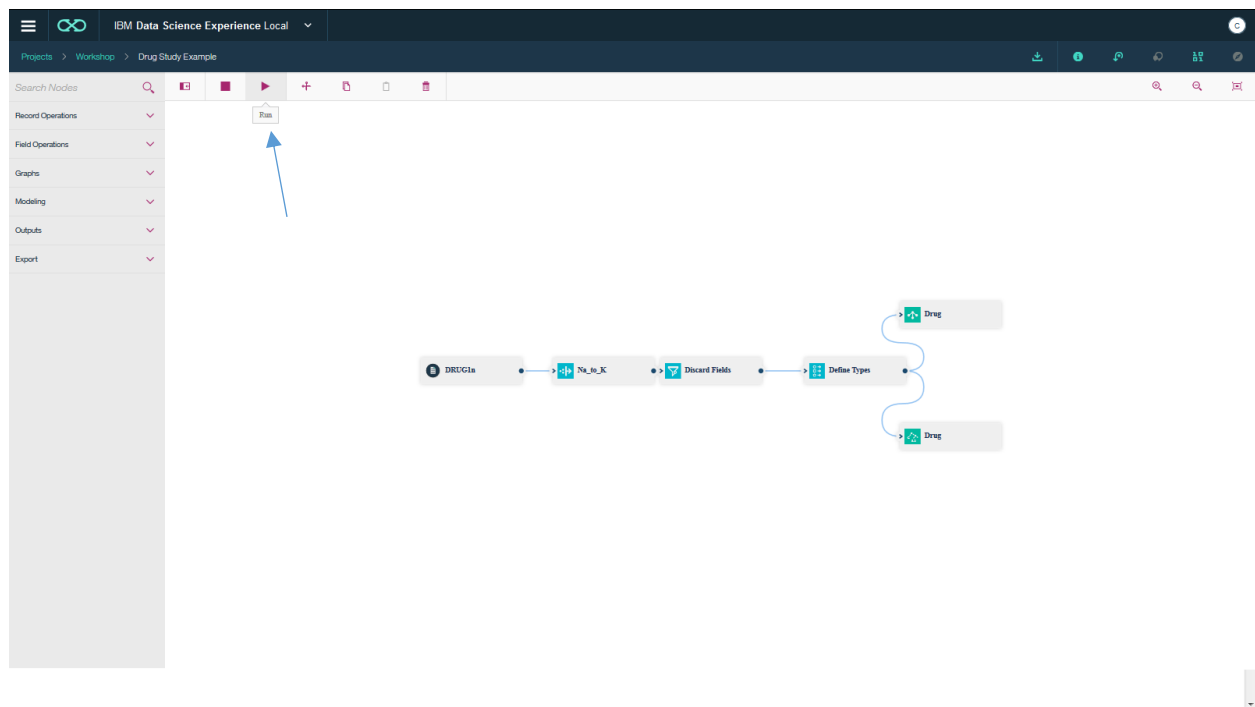 IBM Data Science Experience Local
C
Projects > Workshop > Drug Study Example
Search Nodes
Run
Record Operations
Field Operations
Graphs
Modeling
Outputs
Export
Drug
DRUG1n
Na_to_K
Discard Fields
Define Types
Drug